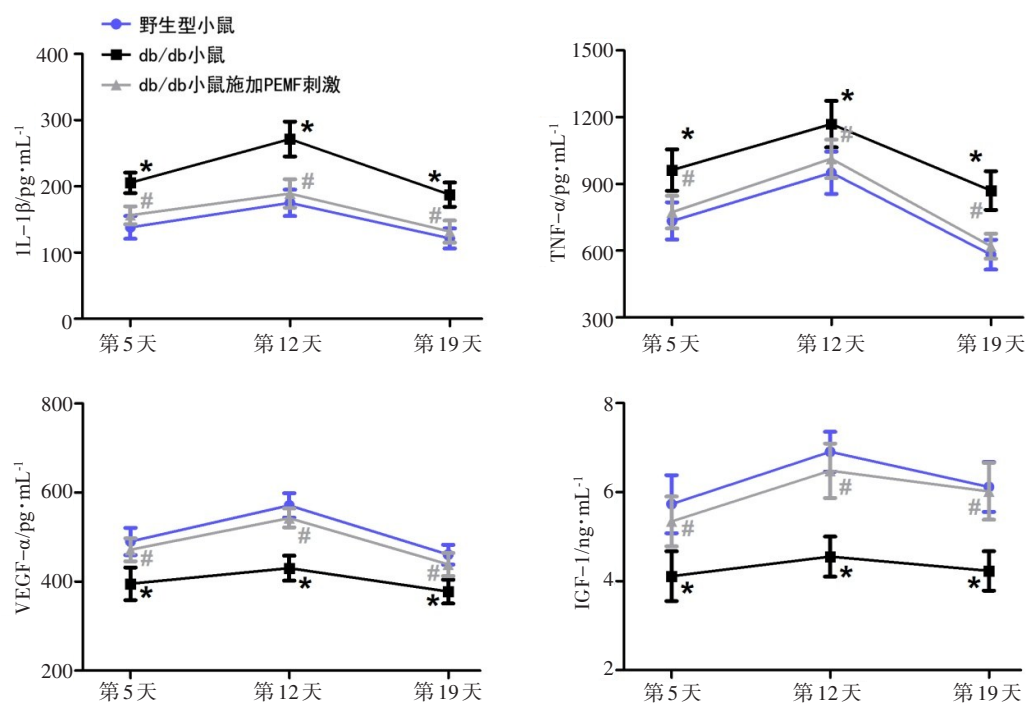 野生型小鼠
db/db小鼠
db/db小鼠施加PEMF刺激
1L-1β/pg·mL⁻¹
400
300
200
100
0
*
*
*
#
#
#
第5天
第12天
第19天
TNF-α/pg·mL⁻¹
1500
1200
900
600
300
*
*
*
#
#
#
第5天
第12天
第19天
VEGF-α/pg·mL⁻¹
800
600
400
200
#
#
#
*
*
*
第5天
第12天
第19天
IGF-1/ng·mL⁻¹
8
6
4
2
#
#
#
*
*
*
第5天
第12天
第19天